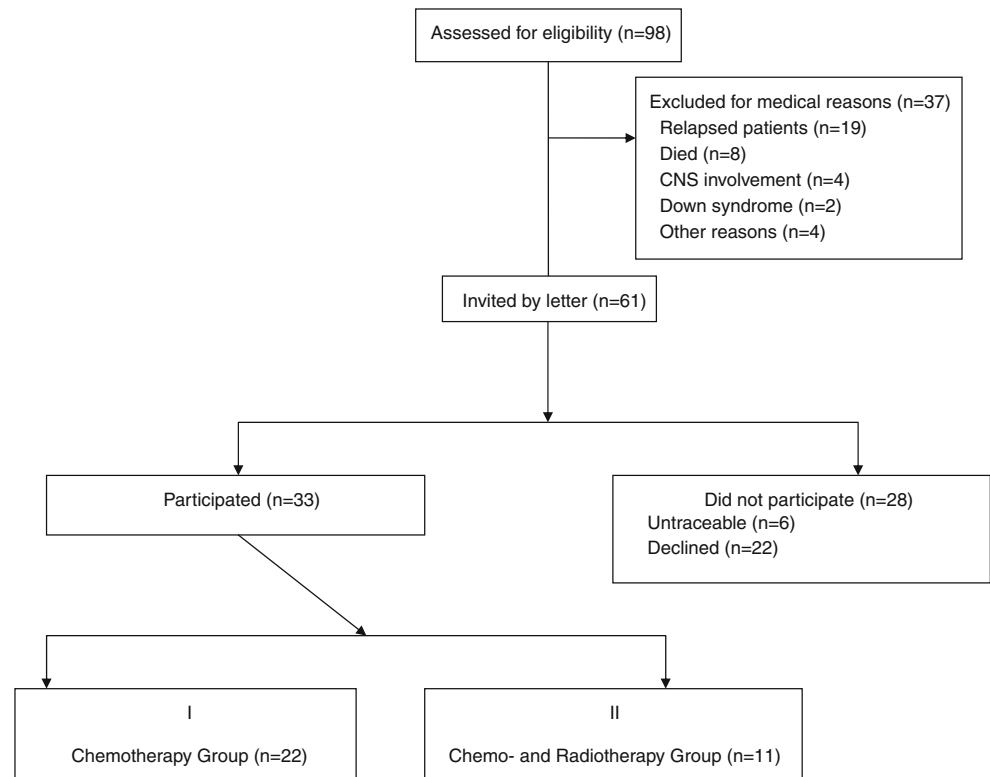 Assessed for eligibility (n=98)
Excluded for medical reasons (n=37)
Relapsed patients (n=19)
Died (n=8)
CNS involvement (n=4)
Down syndrome (n=2)
Other reasons (n=4)
Invited by letter (n=61)
Participated (n=33)
Did not participate (n=28)
Untraceable (n=6)
Declined (n=22)
I
Chemotherapy Group (n=22)
II
Chemo- and Radiotherapy Group (n=11)